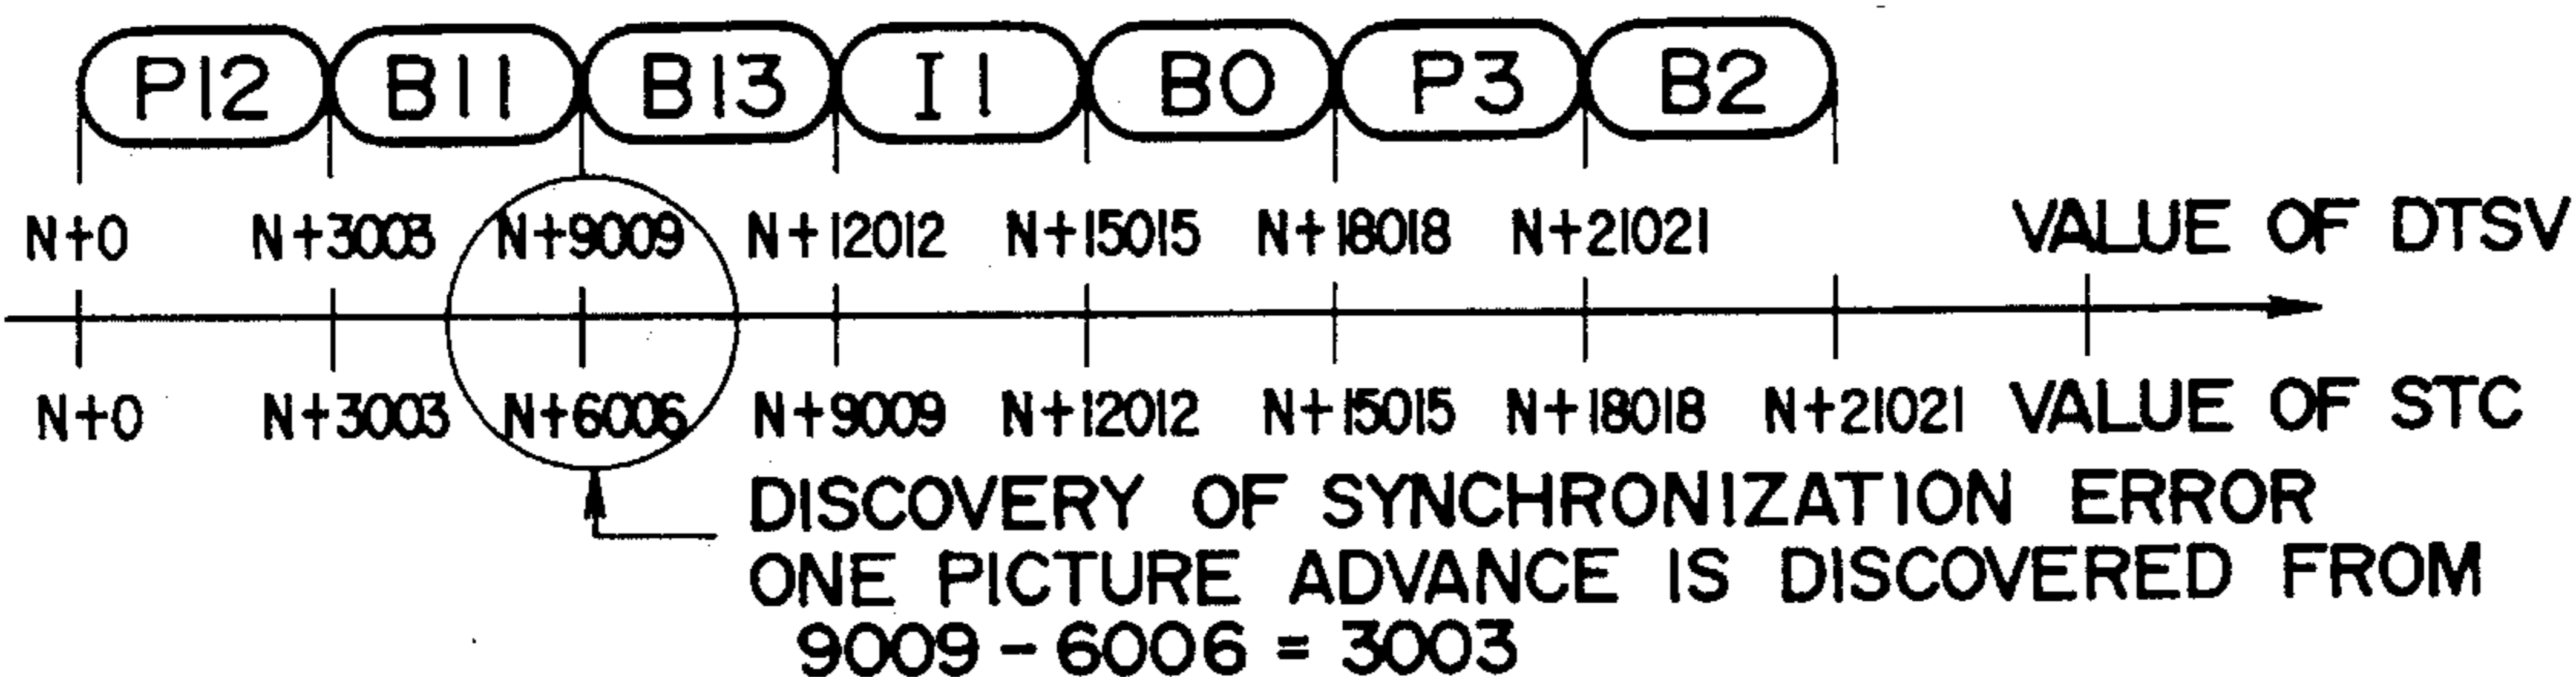 P12 B11 B13 I1 B0 P3 B2
N+0 N+3003 N+9009 N+12012 N+15015 N+18018 N+21021 VALUE OF DTSV
N+0 N+3003 N+6006 N+9009 N+12012 N+15015 N+18018 N+21021 VALUE OF STC
DISCOVERY OF SYNCHRONIZATION ERROR
ONE PICTURE ADVANCE IS DISCOVERED FROM
9009 - 6006 = 3003